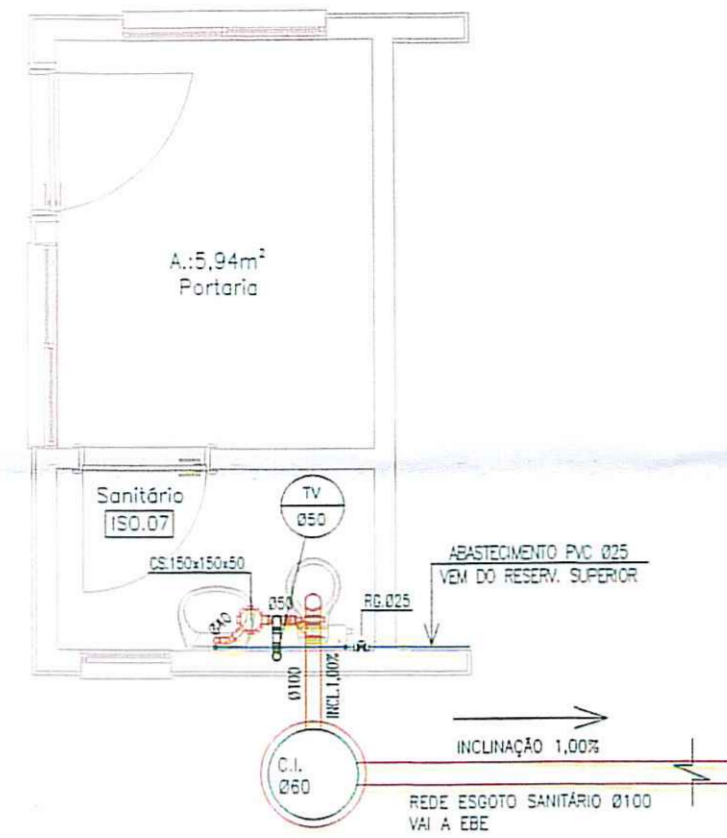 A.:5,94m²
Portaria
Sanitário
ISO.07
TV
Ø50
CS:150x150x50
Ø50
Ø40
RG.Ø25
ABASTECIMENTO PVC Ø25
VEM DO RESERV. SUPERIOR
Ø100
INCL.1,00%
C.I.
Ø60
INCLINAÇÃO 1,00%
REDE ESGOTO SANITÁRIO Ø100
VAI A EBE